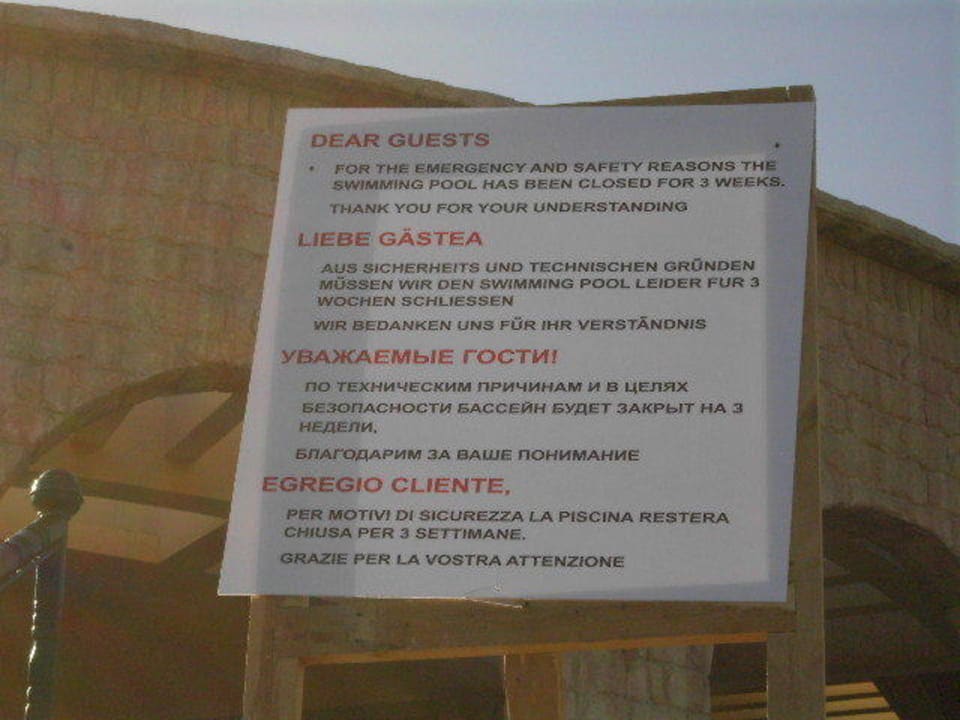 DEAR GUESTS
• FOR THE EMERGENCY AND SAFETY REASONS THE
SWIMMING POOL HAS BEEN CLOSED FOR 3 WEEKS.
THANK YOU FOR YOUR UNDERSTANDING
LIEBE GÄSTEA
AUS SICHERHEITS UND TECHNISCHEN GRÜNDEN
MÜSSEN WIR DEN SWIMMING POOL LEIDER FUR 3
WOCHEN SCHLIESSEN
WIR BEDANKEN UNS FÜR IHR VERSTÄNDNIS
УВАЖАЕМЫЕ ГОСТИ!
ПО ТЕХНИЧЕСКИМ ПРИЧИНАМ И В ЦЕЛЯХ
БЕЗОПАСНОСТИ БАССЕЙН БУДЕТ ЗАКРЫТ НА 3
НЕДЕЛИ,
БЛАГОДАРИМ ЗА ВАШЕ ПОНИМАНИЕ
EGREGIO CLIENTE,
PER MOTIVI DI SICUREZZA LA PISCINA RESTERA
CHIUSA PER 3 SETTIMANE.
GRAZIE PER LA VOSTRA ATTENZIONE